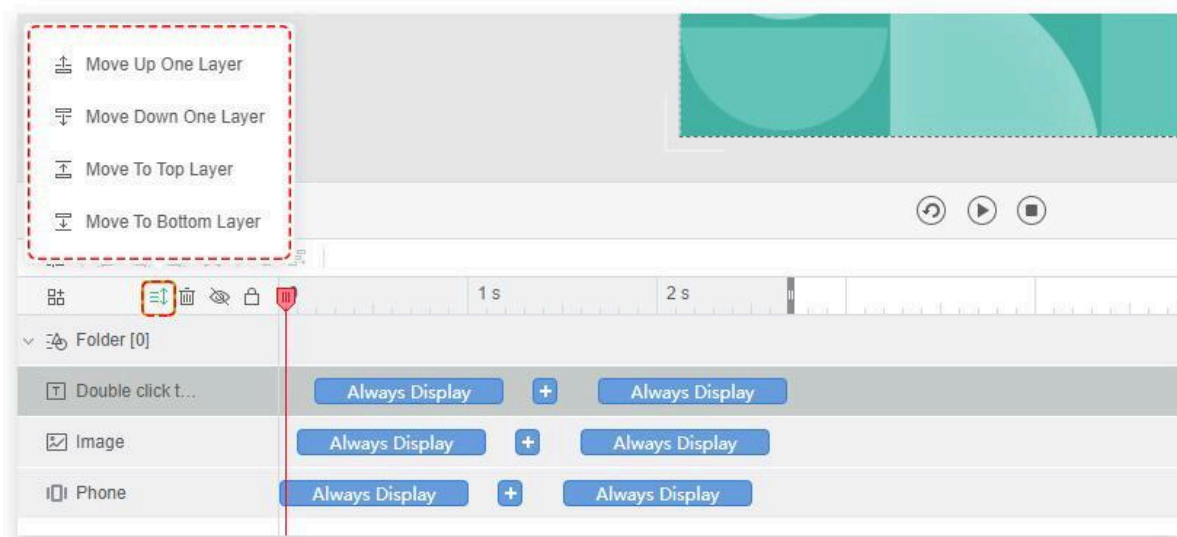 Move Up One Layer
Move Down One Layer
Move To Top Layer
Move To Bottom Layer
1 s 2 s
Folder [0]
Double click t... Always Display + Always Display
Image Always Display + Always Display
Phone Always Display + Always Display